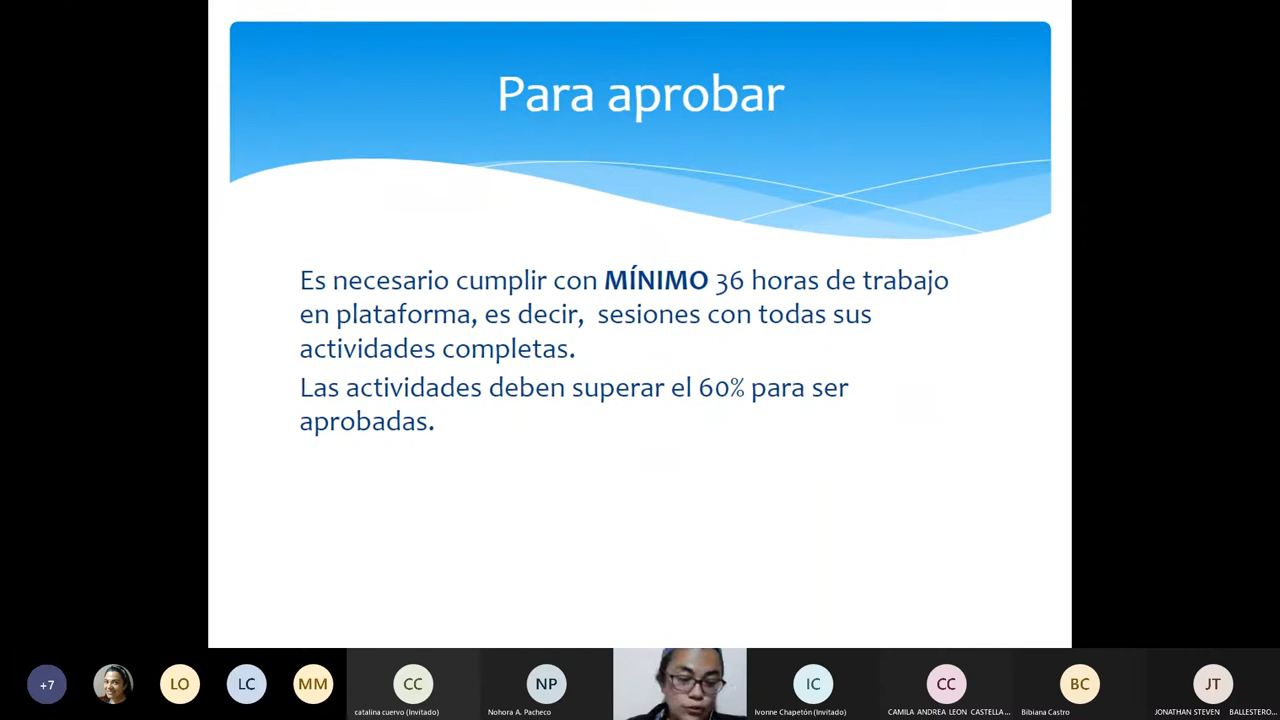 Para aprobar
Es necesario cumplir con MÍNIMO 36 horas de trabajo
en plataforma, es decir,  sesiones con todas sus
actividades completas.
Las actividades deben superar el 60% para ser
aprobadas.
+7
LO
LC
MM
CC
NP
IC
CC
BC
JT
catalina cuervo (Invitado)
Nohora A. Pacheco
Ivonne Chapetón (Invitado)
CAMILA ANDREA LEON CASTELLA...
Bibiana Castro
JONATHAN STEVEN BALLESTERO...